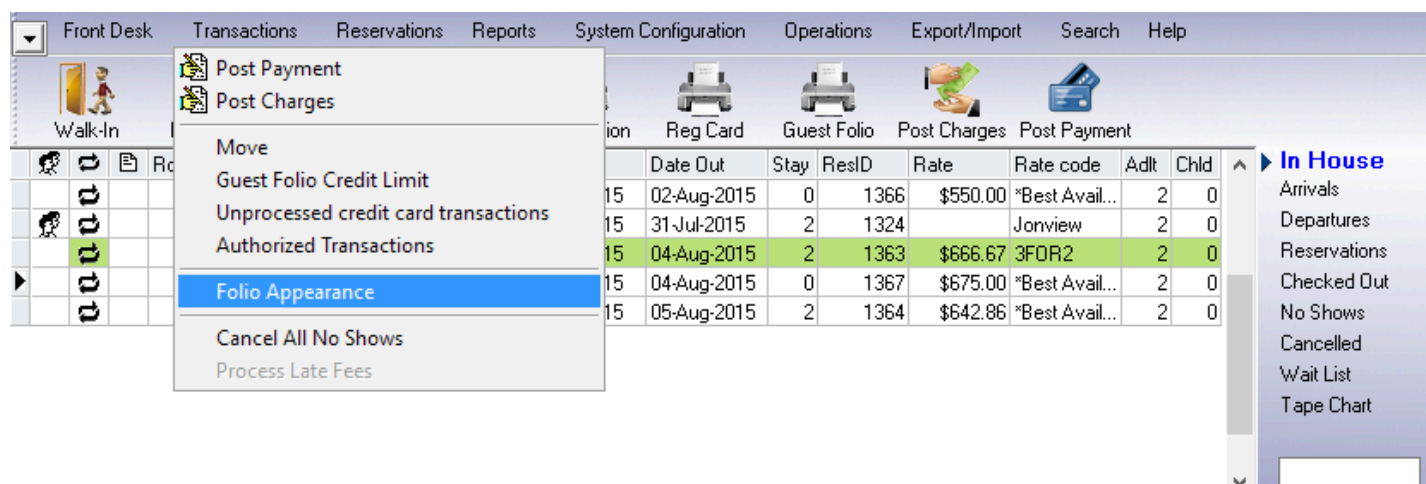 Front Desk Transactions Reservations Reports System Configuration Operations Export/Import Search Help
Post Payment
Post Charges
Move
Guest Folio Credit Limit
Unprocessed credit card transactions
Authorized Transactions
Folio Appearance
Cancel All No Shows
Process Late Fees
Walk-In Reg Card Guest Folio Post Charges Post Payment
Date Out Stay ResID Rate Rate code Adlt Chld
15 02-Aug-2015 0 1366 $550.00 *Best Avail... 2 0
15 31-Jul-2015 2 1324 Jonview 2 0
15 04-Aug-2015 2 1363 $666.67 3FOR2 2 0
15 04-Aug-2015 0 1367 $675.00 *Best Avail... 2 0
15 05-Aug-2015 2 1364 $642.86 *Best Avail... 2 0
In House
Arrivals
Departures
Reservations
Checked Out
No Shows
Cancelled
Wait List
Tape Chart